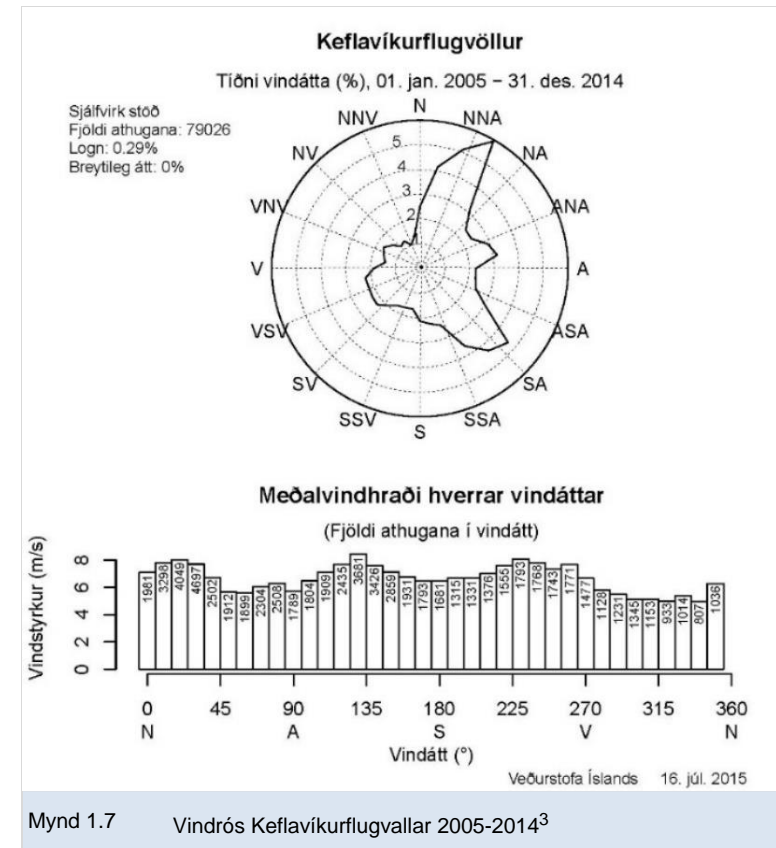 Keflavíkurflugvöllur
Tíðni vindátta (%), 01. jan. 2005 − 31. des. 2014
Sjálfvirk stöð
Fjöldi athugana: 79026
Logn: 0.29%
Breytileg átt: 0%
N
NNV
NNA
NV
NA
VNV
ANA
V
A
VSV
ASA
SV
SA
SSV
SSA
S
5
4
3
2
1
Meðalvindhraði hverrar vindáttar
(Fjöldi athugana í vindátt)
Vindstyrkur (m/s)
8
6
4
2
0
1981 3298 4049 4697 2502 1912 1899 2304 2508 1789 1804 1909 2435 3681 3426 2859 1931 1793 1681 1315 1331 1376 1555 1793 1768 1743 1771 1477 1128 1231 1345 1153 933 1014 807 1036
0 45 90 135 180 225 270 315 360
N A S V N
Vindátt (°)
Veðurstofa Íslands 16. júl. 2015
Mynd 1.7 Vindrós Keflavíkurflugvallar 2005-2014³